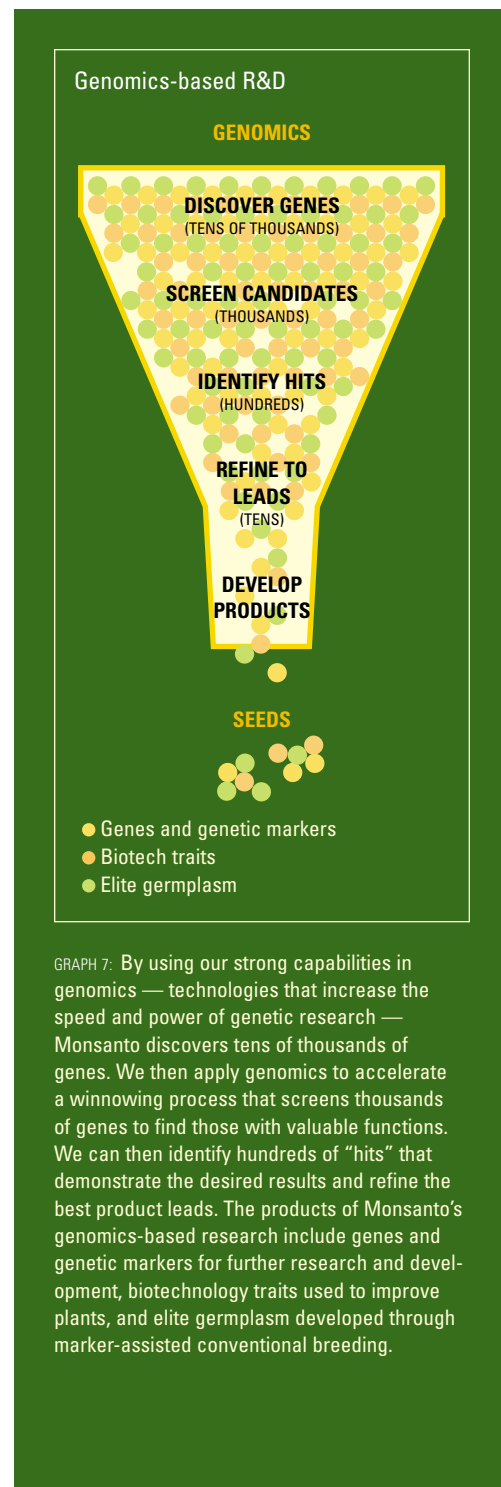 Genomics-based R&D
GENOMICS
DISCOVER GENES
(TENS OF THOUSANDS)
SCREEN CANDIDATES
(THOUSANDS)
IDENTIFY HITS
(HUNDREDS)
REFINE TO
LEADS
(TENS)
DEVELOP
PRODUCTS
SEEDS
Genes and genetic markers
Biotech traits
Elite germplasm
GRAPH 7: By using our strong capabilities in
genomics — technologies that increase the
speed and power of genetic research —
Monsanto discovers tens of thousands of
genes. We then apply genomics to accelerate
a winnowing process that screens thousands
of genes to find those with valuable functions.
We can then identify hundreds of “hits” that
demonstrate the desired results and refine the
best product leads. The products of Monsanto’s
genomics-based research include genes and
genetic markers for further research and devel-
opment, biotechnology traits used to improve
plants, and elite germplasm developed through
marker-assisted conventional breeding.